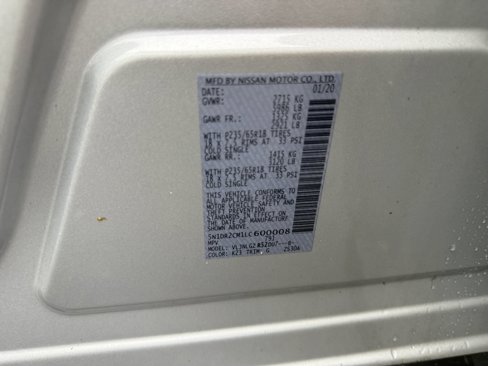 MFD BY NISSAN MOTOR CO., LTD.
DATE: 01/20
GVWR: 2715 KG
5986 LB
GAWR FR.: 1325 KG
2921 LB
WITH P235/65R18 TIRES
18 X 7.5 RIMS AT 33 PSI
COLD SINGLE
GAWR RR.: 1415 KG
3120 LB
WITH P235/65R18 TIRES
18 X 7.5 RIMS AT 33 PSI
COLD SINGLE
THIS VEHICLE CONFORMS TO
ALL APPLICABLE FEDERAL
MOTOR VEHICLE SAFETY AND
THEFT PREVENTION
STANDARDS IN EFFECT ON
THE DATE OF MANUFACTURE
SHOWN ABOVE.
5N1DR2CM1LC600008
MPV 791
MODEL:
COLOR: K23 TRIM G